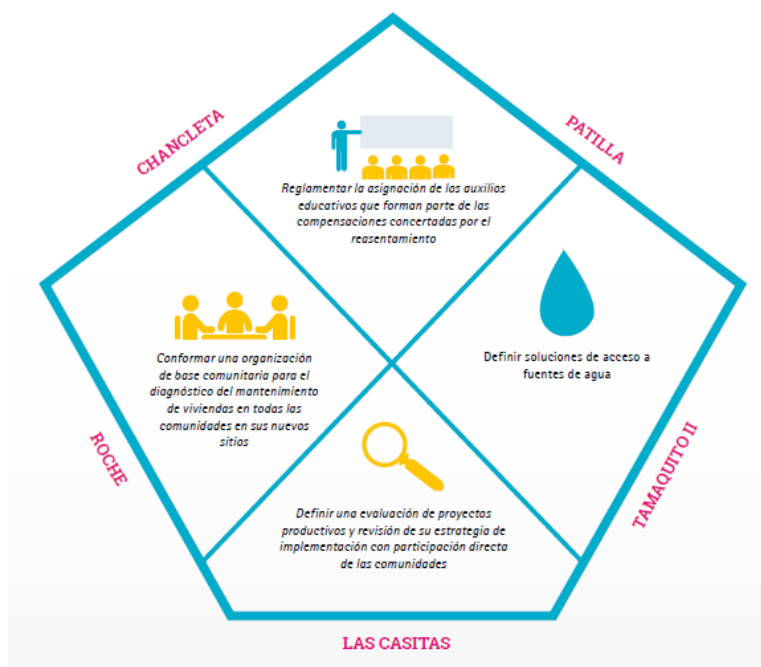 CHANCLETA
PATILLA
Reglamentar la asignación de los auxilios
educativos que forman parte de las
compensaciones concertadas por el
reasentamiento
Conformar una organización
de base comunitaria para el
diagnóstico del mantenimiento
de viviendas en todas las
comunidades en sus nuevos
sitios
Definir soluciones de acceso a
fuentes de agua
ROCHE
TAMAQUITO II
Definir una evaluación de proyectos
productivos y revisión de su estrategia de
implementación con participación directa
de las comunidades
LAS CASITAS